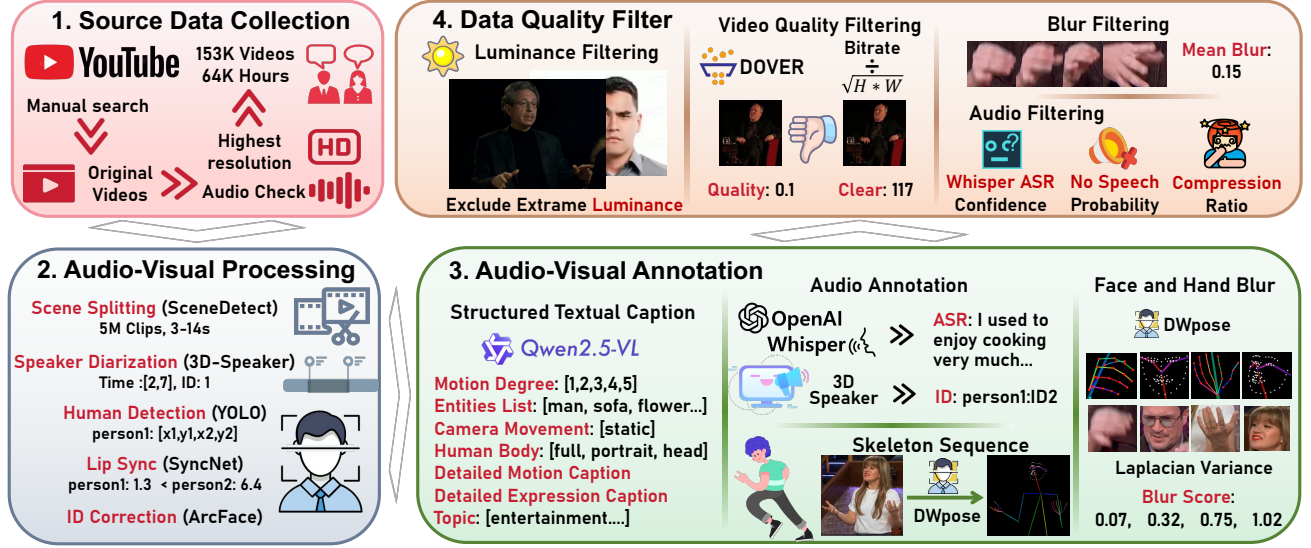 1. Source Data Collection
YouTube
153K Videos
64K Hours
Manual search
Highest
resolution
HD
Original
Videos
Audio Check
2. Audio-Visual Processing
Scene Splitting (SceneDetect)
5M Clips, 3-14s
Speaker Diarization (3D-Speaker)
Time :[2,7], ID: 1
Human Detection (YOLO)
person1: [x1,y1,x2,y2]
Lip Sync (SyncNet)
person1: 1.3 < person2: 6.4
ID Correction (ArcFace)
3. Audio-Visual Annotation
Structured Textual Caption
Qwen2.5-VL
Motion Degree: [1,2,3,4,5]
Entities List: [man, sofa, flower...]
Camera Movement: [static]
Human Body: [full, portrait, head]
Detailed Motion Caption
Detailed Expression Caption
Topic: [entertainment....]
Audio Annotation
OpenAI
Whisper
ASR: I used to
enjoy cooking
very much...
3D
Speaker
ID: person1:ID2
Skeleton Sequence
DWpose
Face and Hand Blur
DWpose
Laplacian Variance
Blur Score:
0.07, 0.32, 0.75, 1.02
4. Data Quality Filter
Luminance Filtering
Exclude Extrame Luminance
Video Quality Filtering
DOVER
Bitrate
÷
√H * W
Quality: 0.1
Clear: 117
Blur Filtering
Mean Blur:
0.15
Audio Filtering
Whisper ASR
Confidence
No Speech
Probability
Compression
Ratio